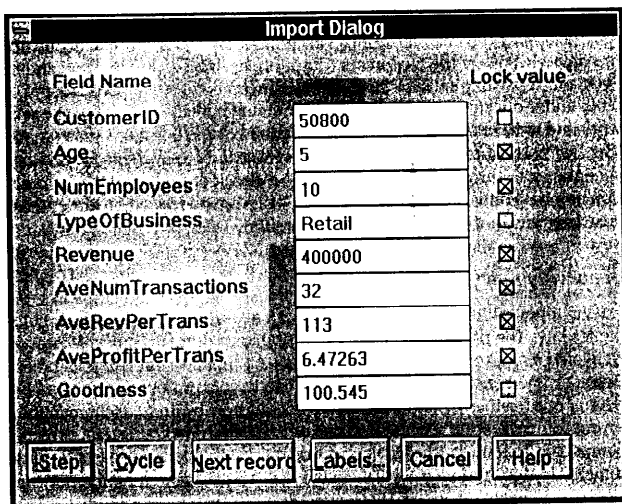 Import Dialog
Field Name Lock value
CustomerID 50800
Age 5
NumEmployees 10
TypeOfBusiness Retail
Revenue 400000
AveNumTransactions 32
AveRevPerTrans 113
AveProfitPerTrans 6.47263
Goodness 100.545
Step Cycle Next record Labels... Cancel Help